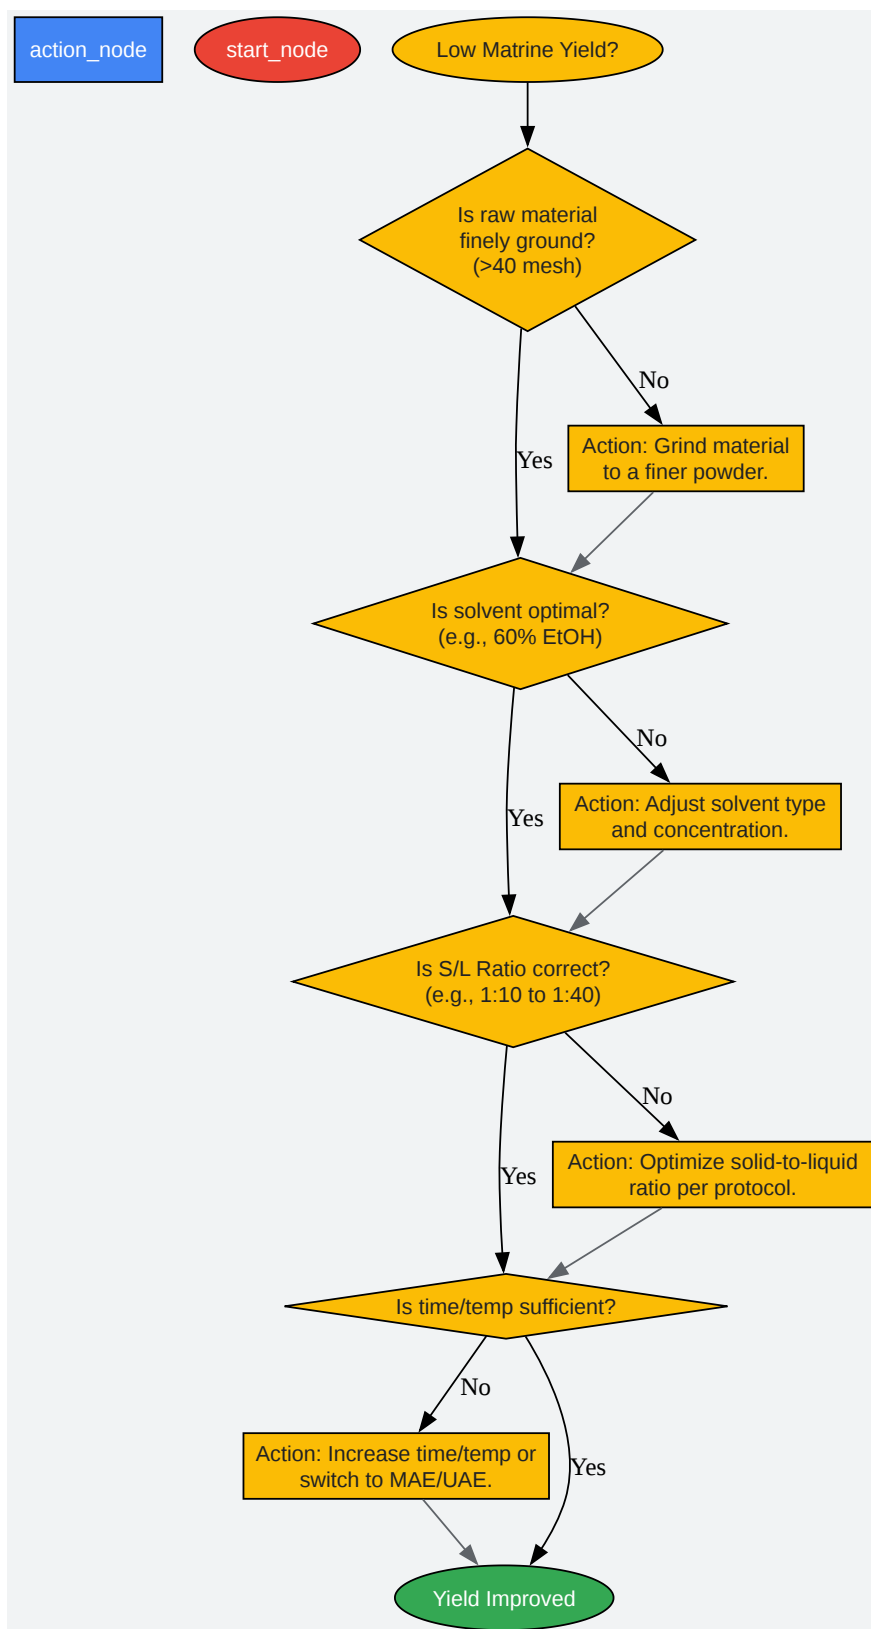 action_node
start_node
Low Matrine Yield?
Is raw material
finely ground?
(>40 mesh)
No
Yes
Action: Grind material
to a finer powder.
Is solvent optimal?
(e.g., 60% EtOH)
No
Yes
Action: Adjust solvent type
and concentration.
Is S/L Ratio correct?
(e.g., 1:10 to 1:40)
No
Yes
Action: Optimize solid-to-liquid
ratio per protocol.
Is time/temp sufficient?
No
Yes
Action: Increase time/temp or
switch to MAE/UAE.
Yield Improved